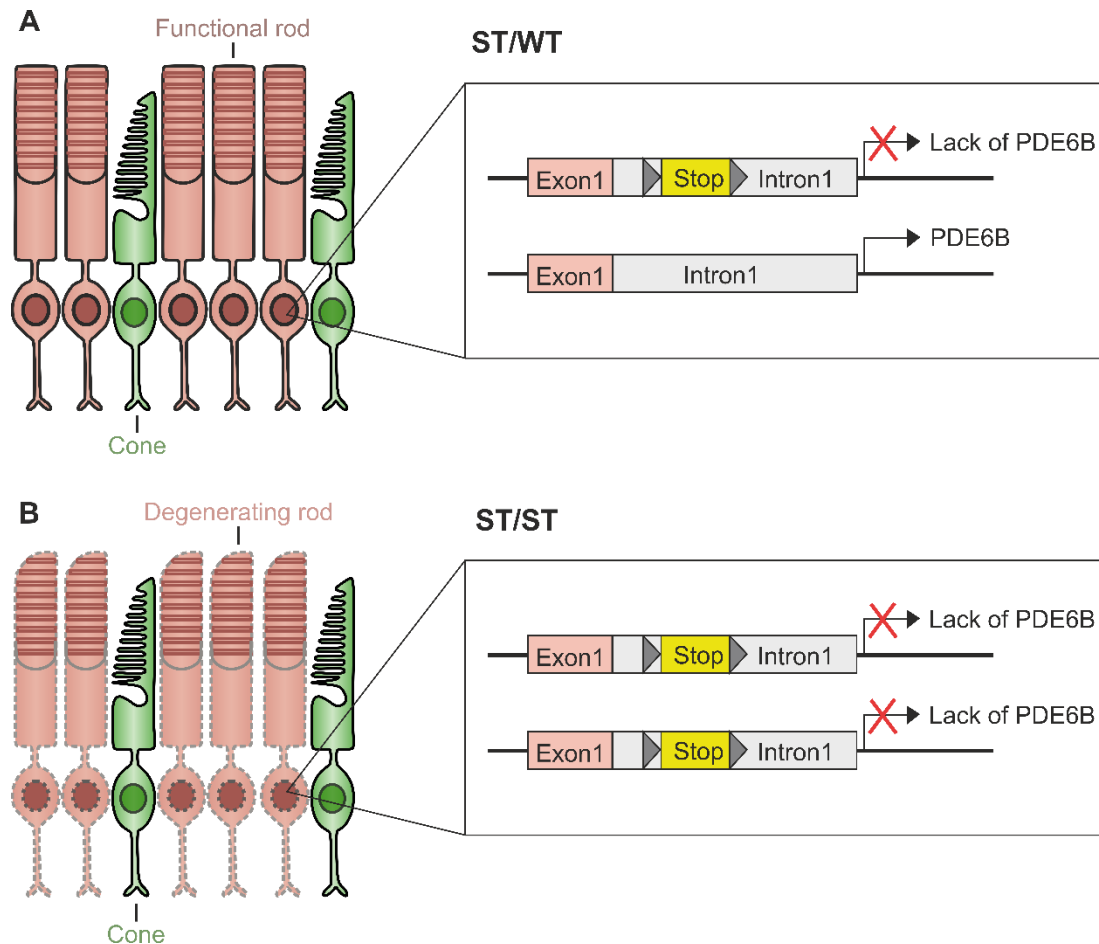 A
Functional rod
ST/WT
Exon1 Stop Intron1 Lack of PDE6B
Exon1 Intron1 PDE6B
Cone
B
Degenerating rod
ST/ST
Exon1 Stop Intron1 Lack of PDE6B
Exon1 Stop Intron1 Lack of PDE6B
Cone